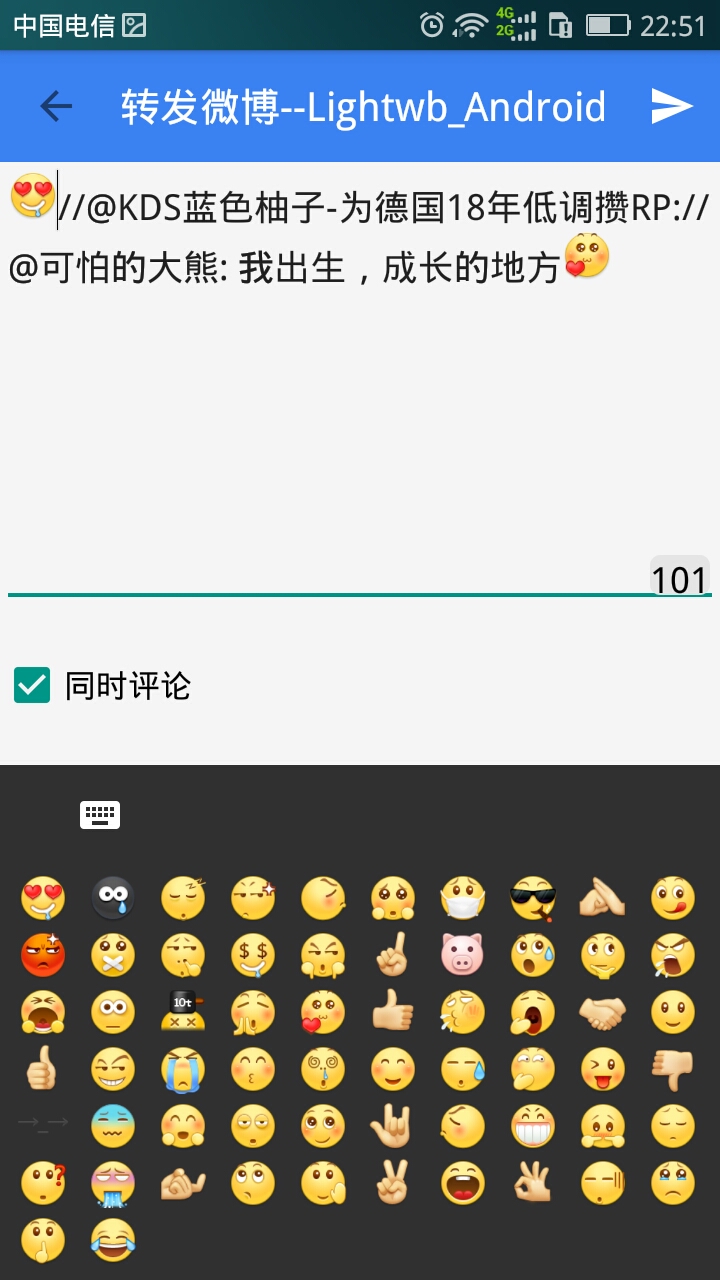 中国电信
4G
2G
22:51
转发微博--Lightwb_Android
//@KDS蓝色柚子-为德国18年低调攒RP://
@可怕的大熊: 我出生，成长的地方
101
同时评论
$ $
10t
→_→
?